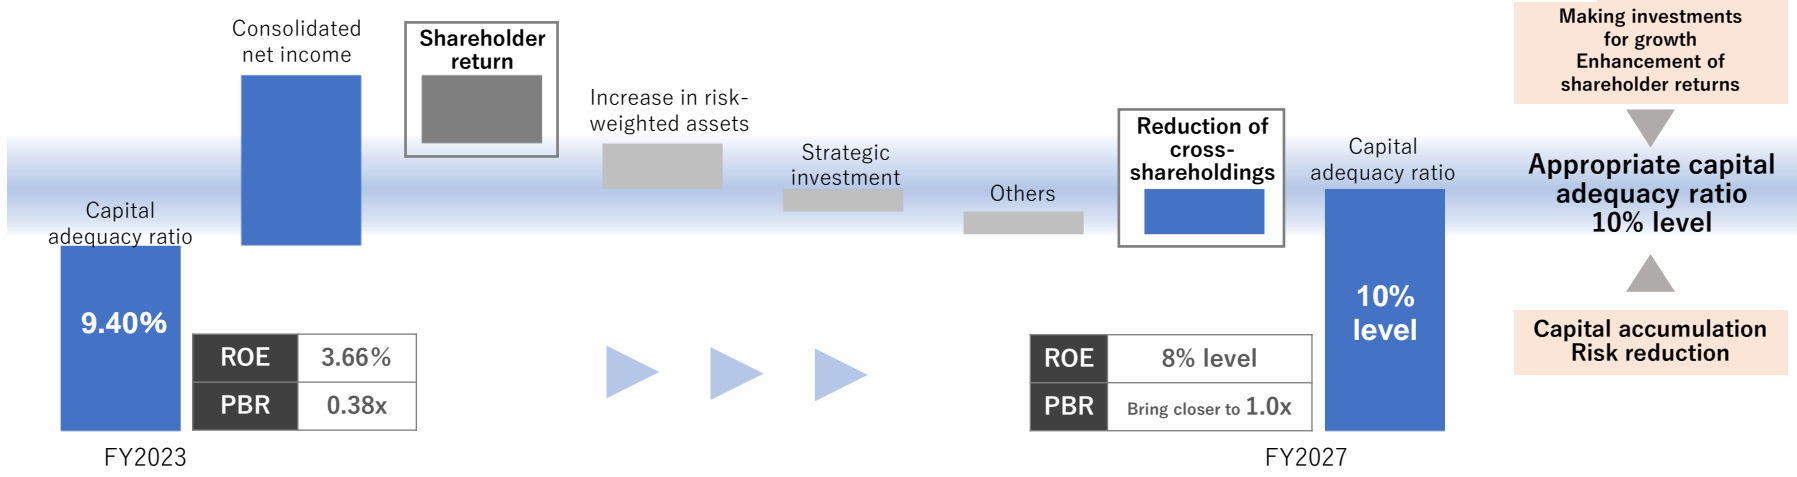 Capital
adequacy ratio
9.40%
ROE 3.66%
PBR 0.38x
FY2023
Consolidated
net income
Shareholder
return
Increase in risk-
weighted assets
Strategic
investment
Others
Reduction of
cross-
shareholdings
Capital
adequacy ratio
10%
level
ROE 8% level
PBR Bring closer to 1.0x
FY2027
Making investments
for growth
Enhancement of
shareholder returns
Appropriate capital
adequacy ratio
10% level
Capital accumulation
Risk reduction